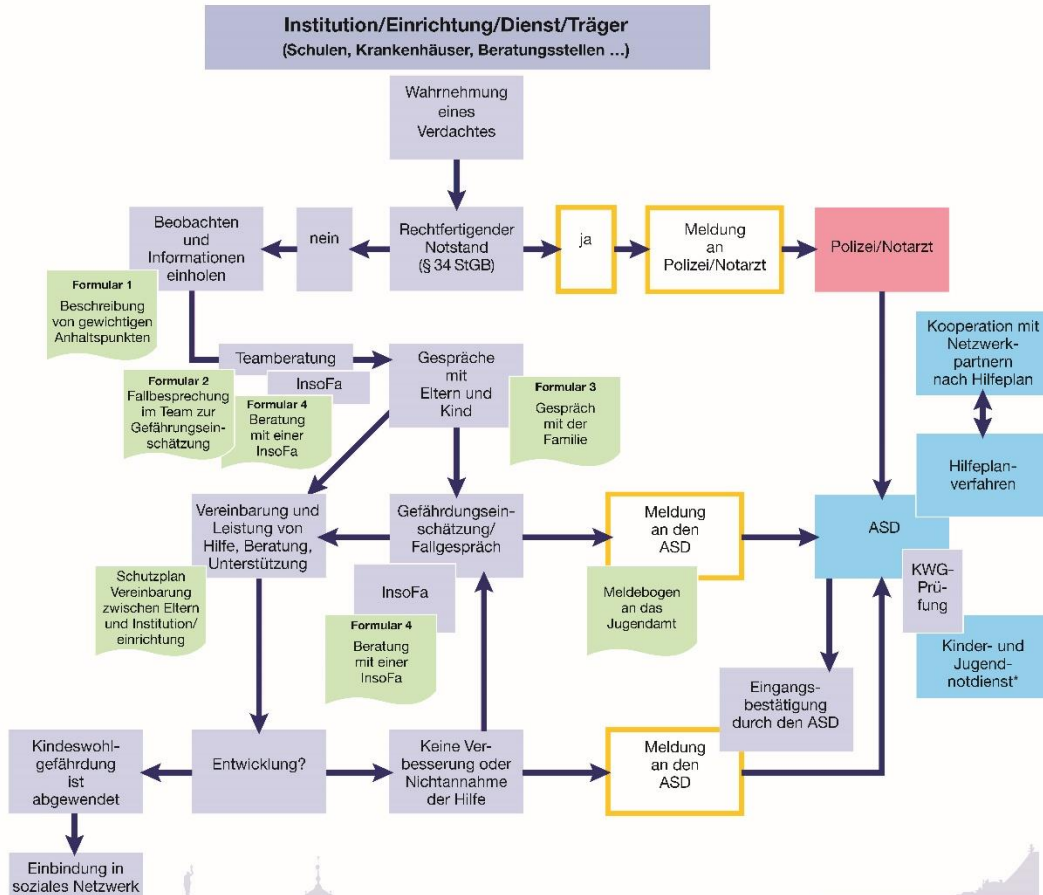 Institution/Einrichtung/Dienst/Träger
(Schulen, Krankenhäuser, Beratungsstellen ...)
Wahrnehmung
eines
Verdachtes
Beobachten
und
Informationen
einholen
nein
Rechtfertigender
Notstand
(§ 34 StGB)
ja
Meldung
an
Polizei/Notarzt
Polizei/Notarzt
Formular 1
Beschreibung
von gewichtigen
Anhaltspunkten
Teamberatung
InsoFa
Formular 2
Fallbesprechung
im Team zur
Gefährdungsein-
schätzung
Formular 4
Beratung
mit einer
InsoFa
Gespräche
mit
Eltern und
Kind
Formular 3
Gespräch
mit der
Familie
Kooperation mit
Netzwerk-
partnern
nach Hilfeplan
Hilfeplan-
verfahren
Vereinbarung und
Leistung von
Hilfe, Beratung,
Unterstützung
Gefährdungsein-
schätzung/
Fallgespräch
Meldung
an den
ASD
ASD
KWG-
Prü-
fung
Schutzplan
Vereinbarung
zwischen Eltern
und Institution/
einrichtung
InsoFa
Formular 4
Beratung
mit einer
InsoFa
Meldebogen
an das
Jugendamt
Kinder- und
Jugend-
notdienst*
Eingangs-
bestätigung
durch den ASD
Kindeswohl-
gefährdung
ist
abgewendet
Entwicklung?
Keine Ver-
besserung oder
Nichtannahme
der Hilfe
Meldung
an den
ASD
Einbindung in
soziales Netzwerk